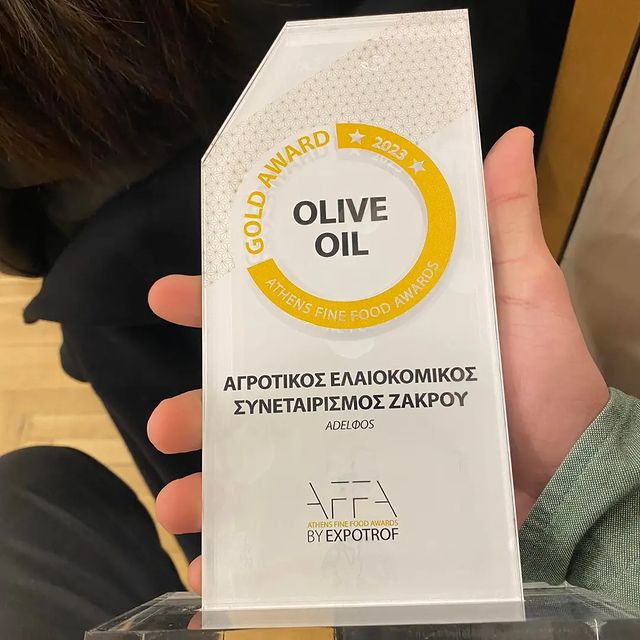 GOLD AWARD
★ 2023 ★
OLIVE
OIL
ATHENS FINE FOOD AWARDS
ΑΓΡΟΤΙΚΟΣ ΕΛΑΙΟΚΟΜΙΚΟΣ
ΣΥΝΕΤΑΙΡΙΣΜΟΣ ΖΑΚΡΟΥ
ADELΦOS
AFFA
ATHENS FINE FOOD AWARDS
BY EXPOTROF